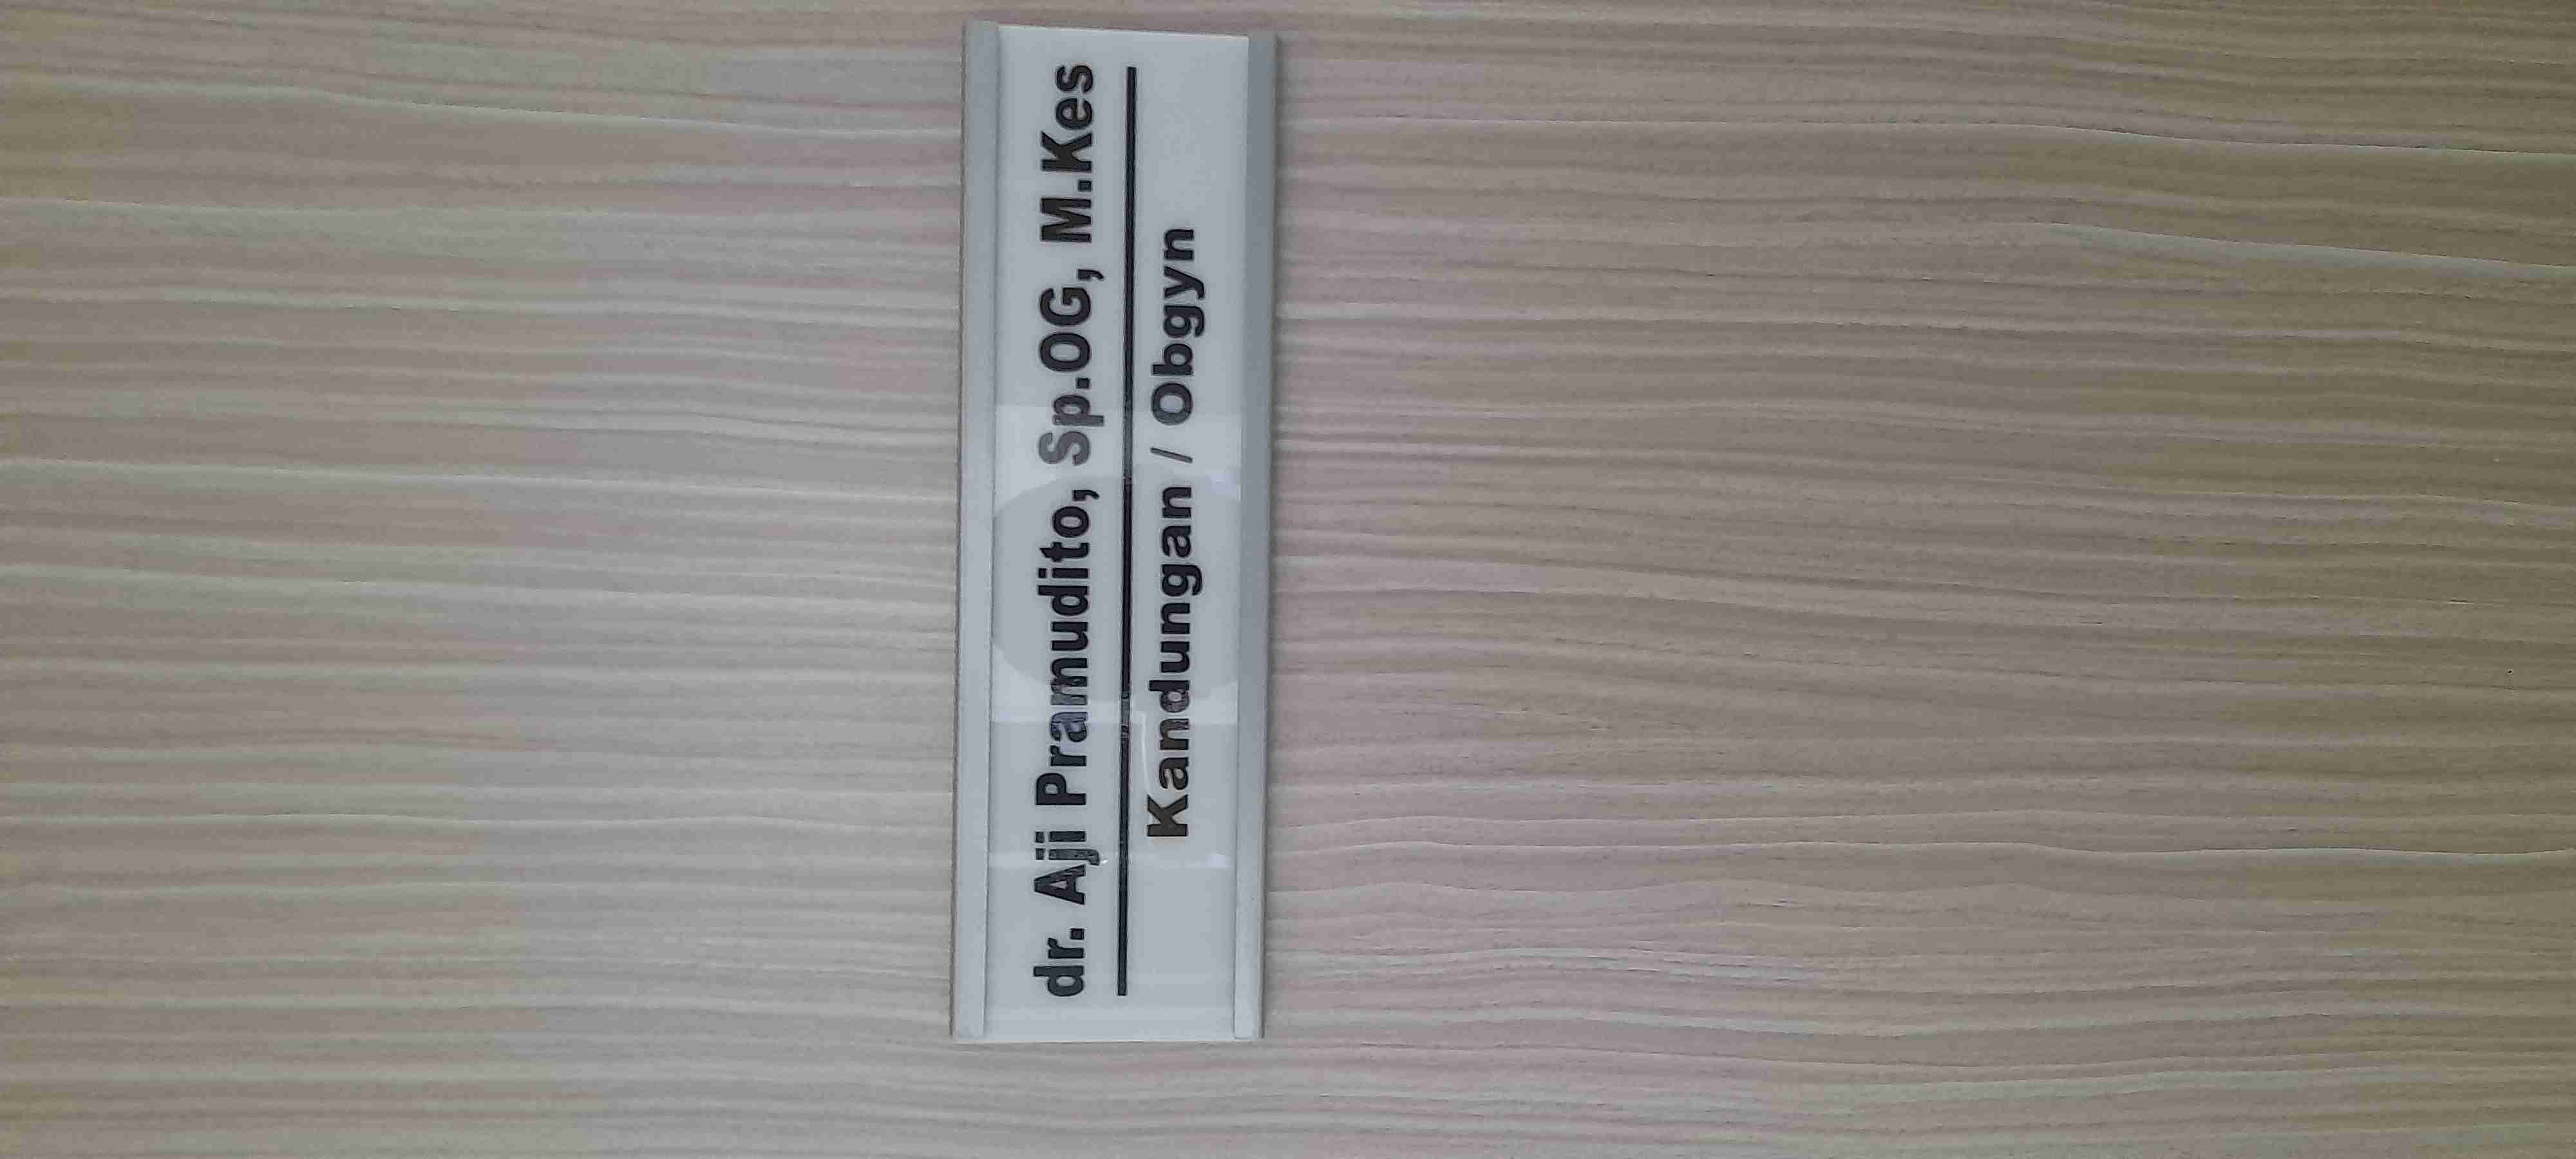 dr. Aji Pramudito, Sp.OG, M.Kes
Kandungan / Obgyn